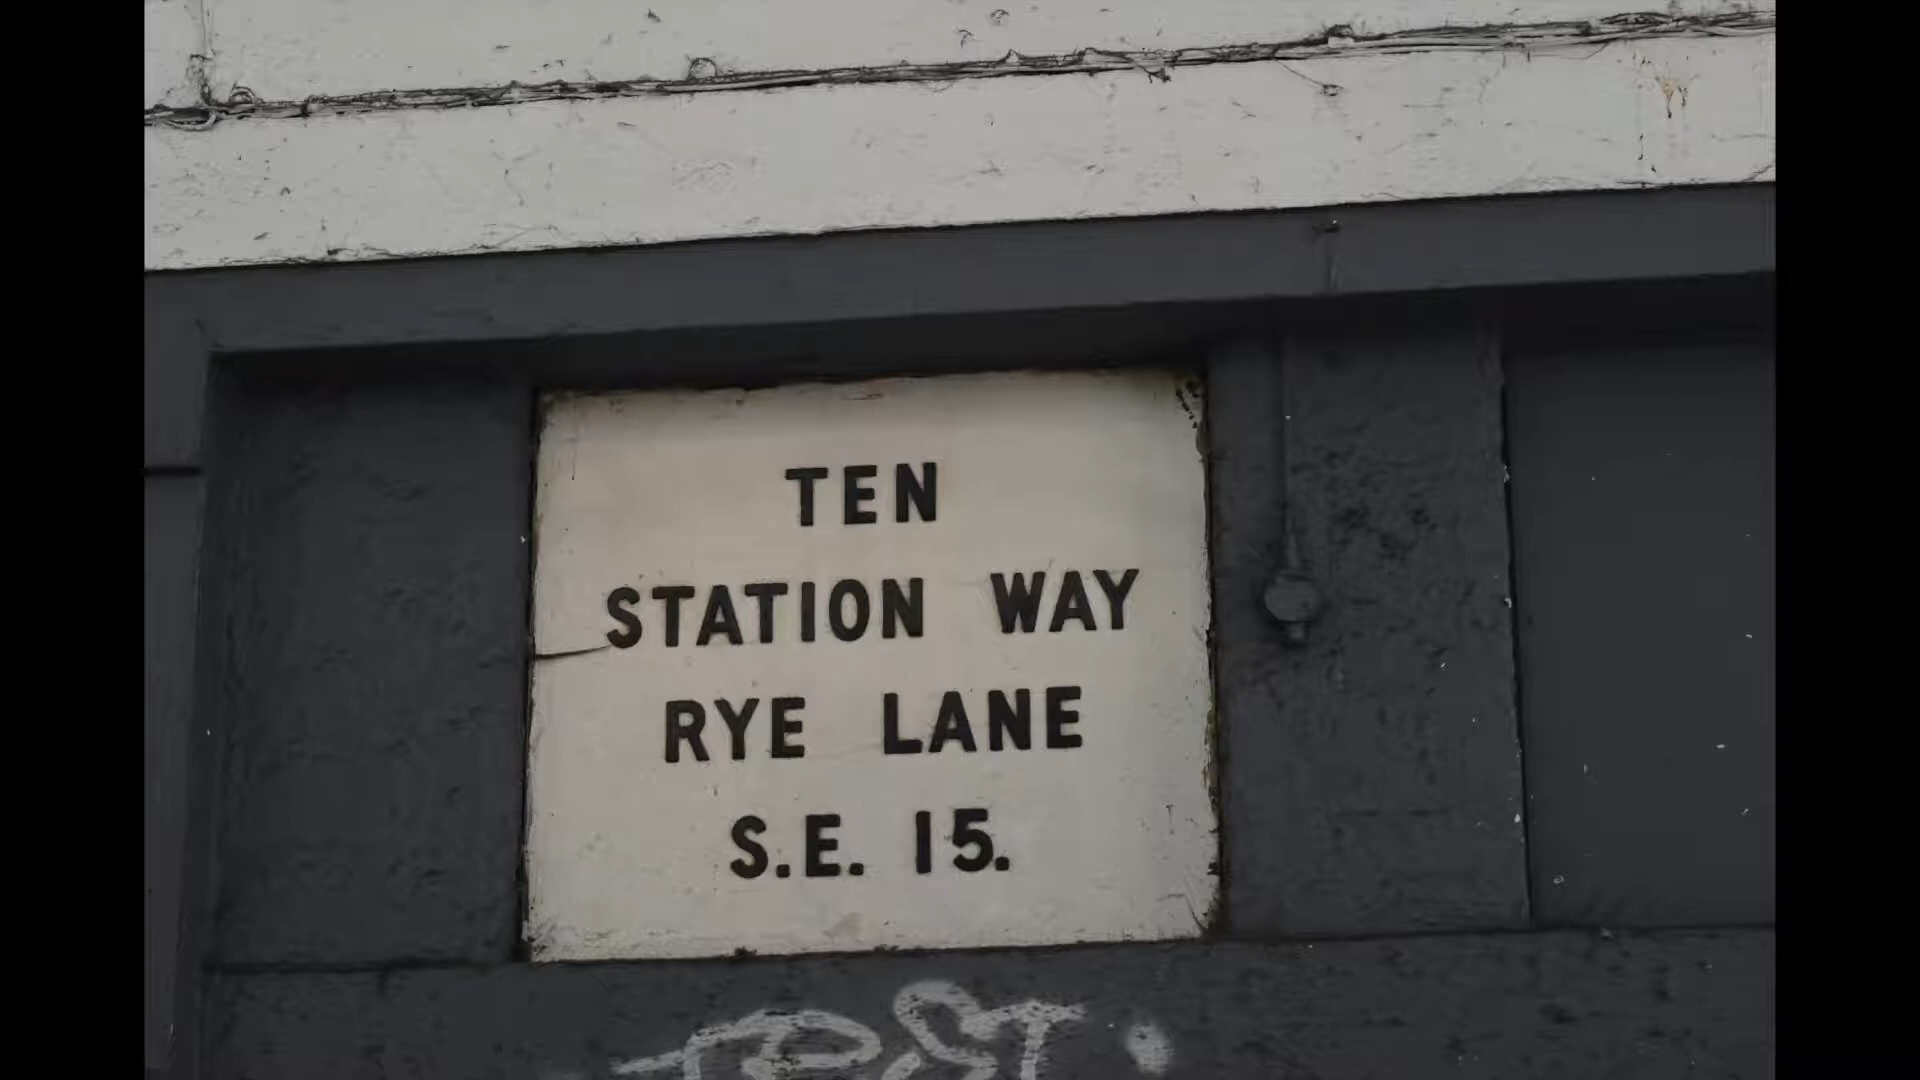 TEN
STATION WAY
RYE LANE
S.E. 15.